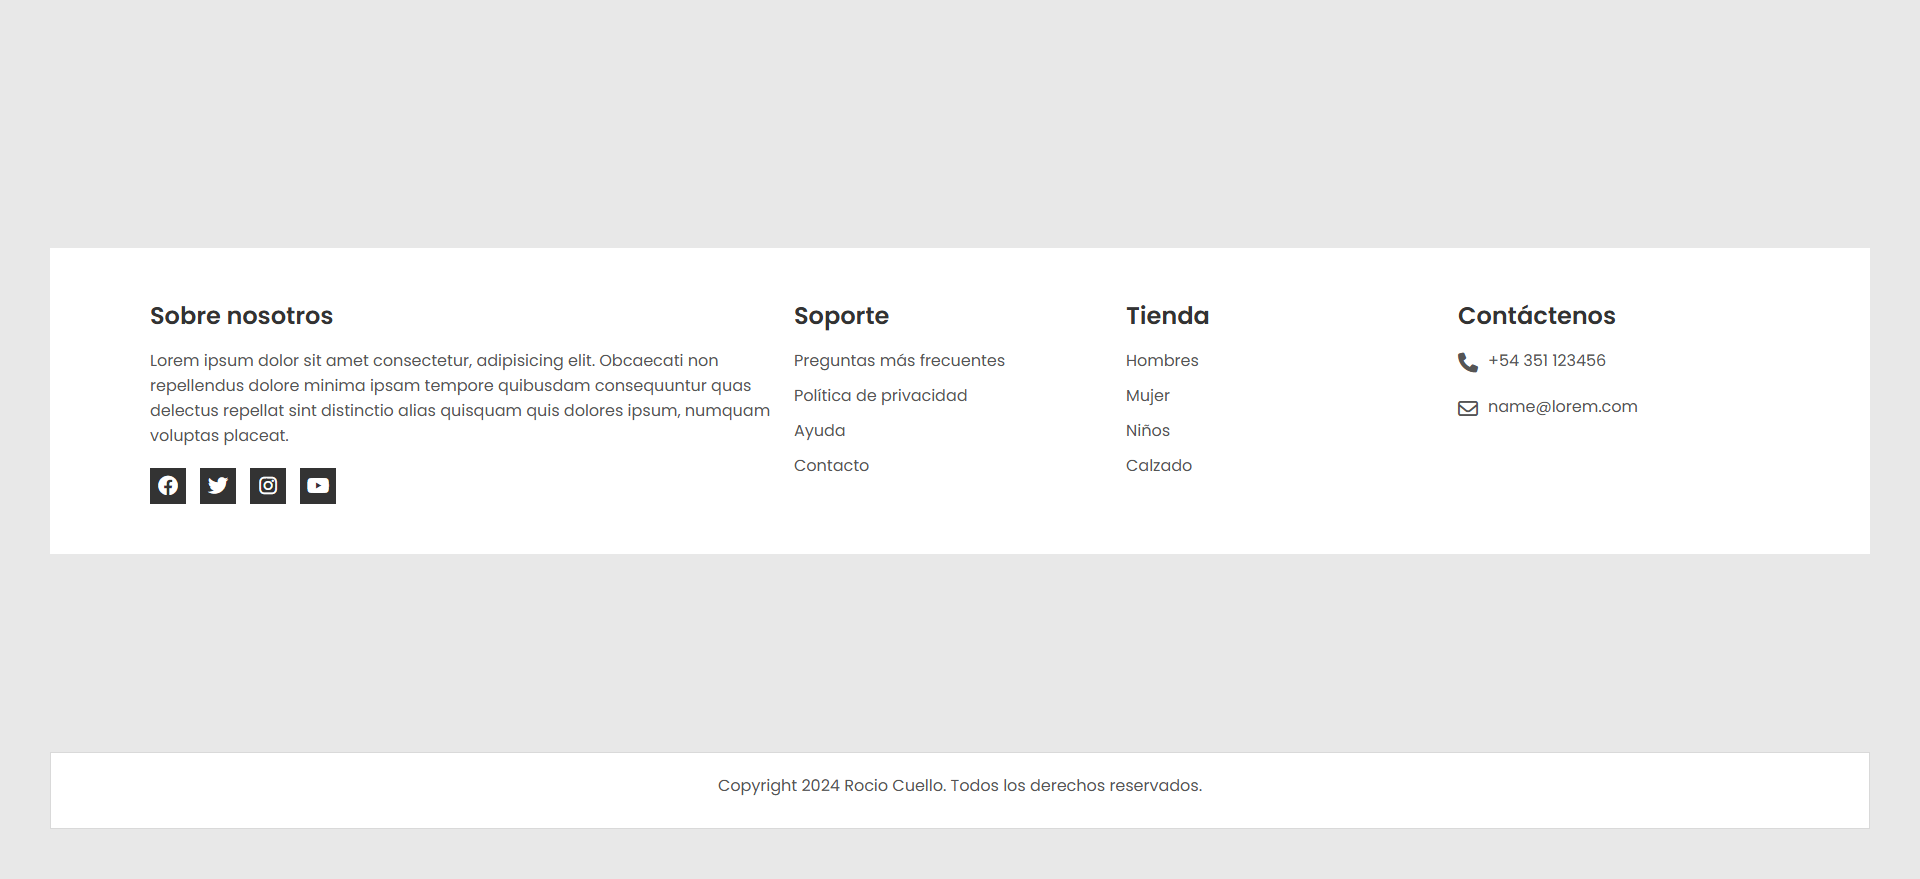 Sobre nosotros
Lorem ipsum dolor sit amet consectetur, adipisicing elit. Obcaecati non
repellendus dolore minima ipsam tempore quibusdam consequuntur quas
delectus repellat sint distinctio alias quisquam quis dolores ipsum, numquam
voluptas placeat.
Soporte
Preguntas más frecuentes
Política de privacidad
Ayuda
Contacto
Tienda
Hombres
Mujer
Niños
Calzado
Contáctenos
+54 351 123456
name@lorem.com
Copyright 2024 Rocio Cuello. Todos los derechos reservados.